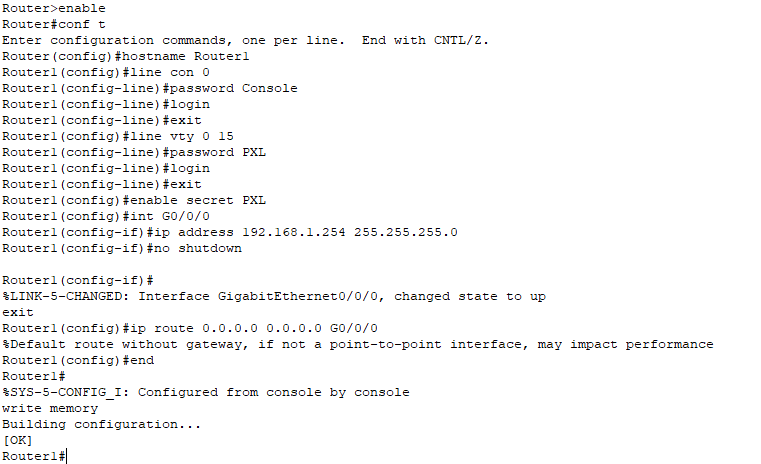 Router>enable
Router#conf t
Enter configuration commands, one per line.  End with CNTL/Z.
Router(config)#hostname Router1
Router1(config)#line con 0
Router1(config-line)#password Console
Router1(config-line)#login
Router1(config-line)#exit
Router1(config)#line vty 0 15
Router1(config-line)#password PXL
Router1(config-line)#login
Router1(config-line)#exit
Router1(config)#enable secret PXL
Router1(config)#int G0/0/0
Router1(config-if)#ip address 192.168.1.254 255.255.255.0
Router1(config-if)#no shutdown
Router1(config-if)#
%LINK-5-CHANGED: Interface GigabitEthernet0/0/0, changed state to up
exit
Router1(config)#ip route 0.0.0.0 0.0.0.0 G0/0/0
%Default route without gateway, if not a point-to-point interface, may impact performance
Router1(config)#end
Router1#
%SYS-5-CONFIG_I: Configured from console by console
write memory
Building configuration...
[OK]
Router1#